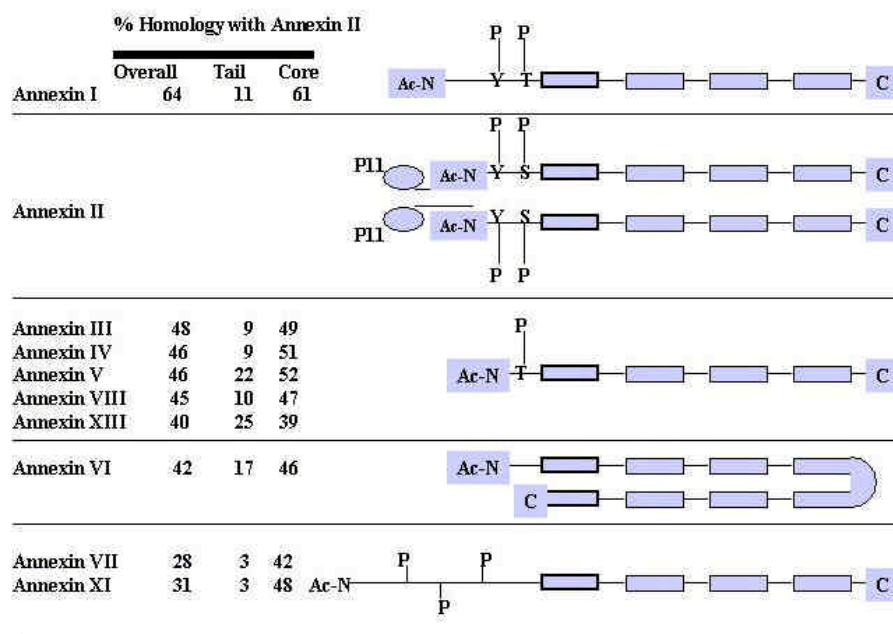 % Homology with Annexin II
P P
Overall Tail Core
Annexin I 64 11 61 Ac-N Y T C
P P
P11 Ac-N Y S C
Annexin II
P11 Ac-N Y S C
P P
Annexin III 48 9 49 P
Annexin IV 46 9 51
Annexin V 46 22 52 Ac-N T C
Annexin VIII 45 10 47
Annexin XIII 40 25 39
Annexin VI 42 17 46 Ac-N
C
Annexin VII 28 3 42 P P
Annexin XI 31 3 48 Ac-N C
P